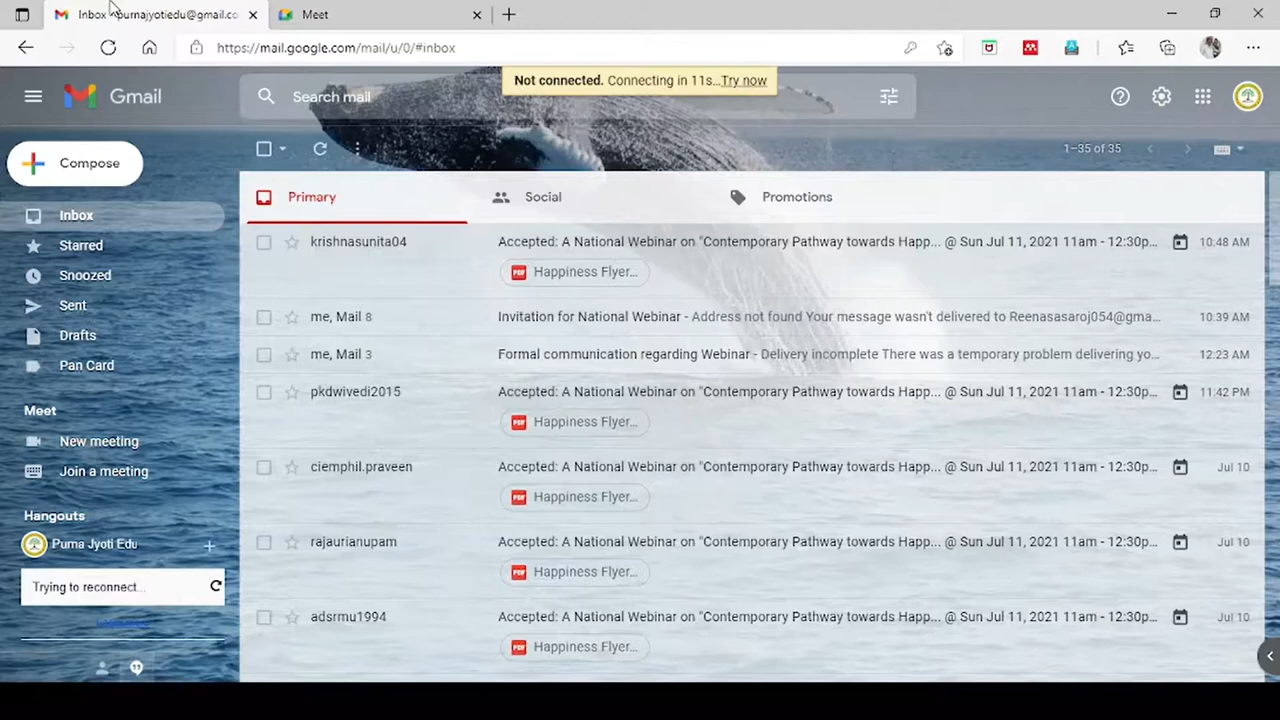 Inbox - purnajyotiedu@gmail.co
Meet
https://mail.google.com/mail/u/0/#inbox
Not connected. Connecting in 11s... Try now
Gmail
Search mail
Compose
1–35 of 35
Inbox
Starred
Snoozed
Sent
Drafts
Pan Card
Meet
New meeting
Join a meeting
Hangouts
Purna Jyoti Edu
Trying to reconnect...
Primary
Social
Promotions
krishnasunita04 Accepted: A National Webinar on "Contemporary Pathway towards Happ... @ Sun Jul 11, 2021 11am - 12:30p... 10:48 AM
PDF Happiness Flyer...
me, Mail 8 Invitation for National Webinar - Address not found Your message wasn't delivered to Reenasasaroj054@gma... 10:39 AM
me, Mail 3 Formal communication regarding Webinar - Delivery incomplete There was a temporary problem delivering yo... 12:23 AM
pkdwivedi2015 Accepted: A National Webinar on "Contemporary Pathway towards Happ... @ Sun Jul 11, 2021 11am - 12:30p... 11:42 PM
PDF Happiness Flyer...
ciemphil.praveen Accepted: A National Webinar on "Contemporary Pathway towards Happ... @ Sun Jul 11, 2021 11am - 12:30p... Jul 10
PDF Happiness Flyer...
rajaurianupam Accepted: A National Webinar on "Contemporary Pathway towards Happ... @ Sun Jul 11, 2021 11am - 12:30p... Jul 10
PDF Happiness Flyer...
adsrmu1994 Accepted: A National Webinar on "Contemporary Pathway towards Happ... @ Sun Jul 11, 2021 11am - 12:30p... Jul 10
PDF Happiness Flyer...